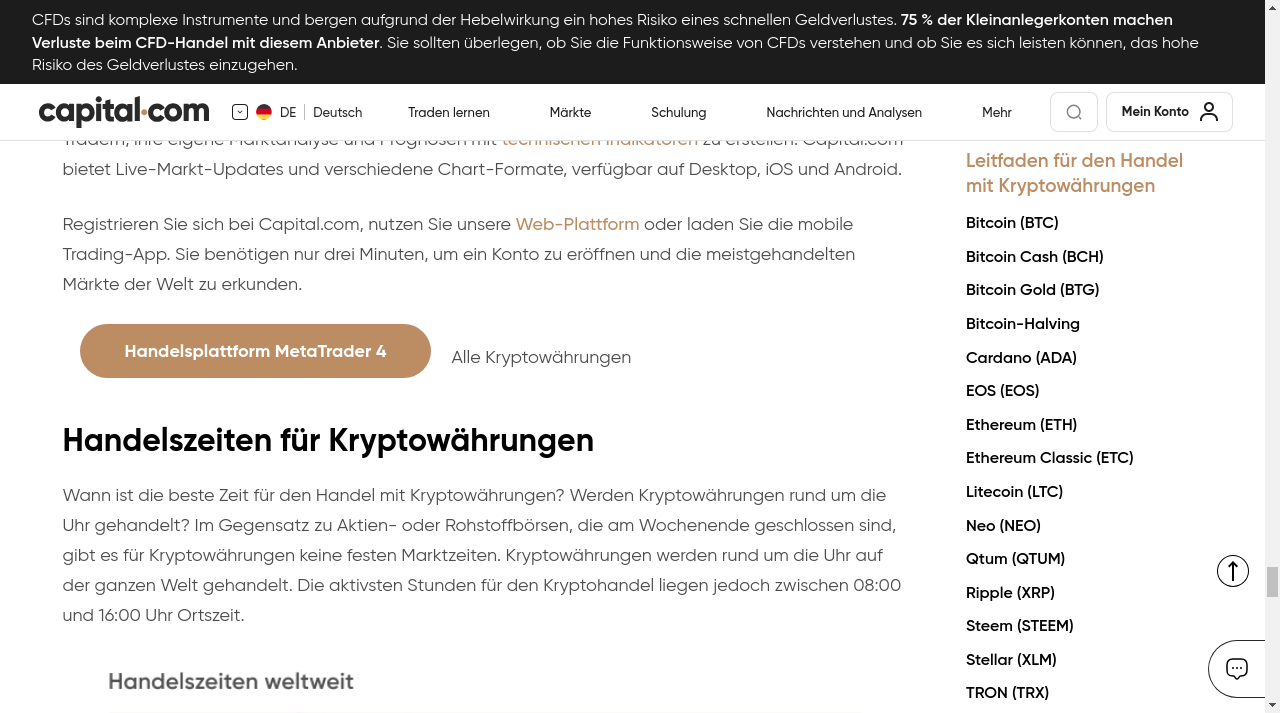 CFDs sind komplexe Instrumente und bergen aufgrund der Hebelwirkung ein hohes Risiko eines schnellen Geldverlustes. 75 % der Kleinanlegerkonten machen
Verluste beim CFD-Handel mit diesem Anbieter. Sie sollten überlegen, ob Sie die Funktionsweise von CFDs verstehen und ob Sie es sich leisten können, das hohe
Risiko des Geldverlustes einzugehen.
capital.com
DE
Deutsch
Traden lernen
Märkte
Schulung
Nachrichten und Analysen
Mehr
Mein Konto
Tradern, ihre eigene Marktanalyse und Prognosen mit technischen Indikatoren zu erstellen. Capital.com
bietet Live-Markt-Updates und verschiedene Chart-Formate, verfügbar auf Desktop, iOS und Android.
Registrieren Sie sich bei Capital.com, nutzen Sie unsere Web-Plattform oder laden Sie die mobile
Trading-App. Sie benötigen nur drei Minuten, um ein Konto zu eröffnen und die meistgehandelten
Märkte der Welt zu erkunden.
Handelsplattform MetaTrader 4
Alle Kryptowährungen
Handelszeiten für Kryptowährungen
Wann ist die beste Zeit für den Handel mit Kryptowährungen? Werden Kryptowährungen rund um die
Uhr gehandelt? Im Gegensatz zu Aktien- oder Rohstoffbörsen, die am Wochenende geschlossen sind,
gibt es für Kryptowährungen keine festen Marktzeiten. Kryptowährungen werden rund um die Uhr auf
der ganzen Welt gehandelt. Die aktivsten Stunden für den Kryptohandel liegen jedoch zwischen 08:00
und 16:00 Uhr Ortszeit.
Handelszeiten weltweit
Leitfaden für den Handel
mit Kryptowährungen
Bitcoin (BTC)
Bitcoin Cash (BCH)
Bitcoin Gold (BTG)
Bitcoin-Halving
Cardano (ADA)
EOS (EOS)
Ethereum (ETH)
Ethereum Classic (ETC)
Litecoin (LTC)
Neo (NEO)
Qtum (QTUM)
Ripple (XRP)
Steem (STEEM)
Stellar (XLM)
TRON (TRX)